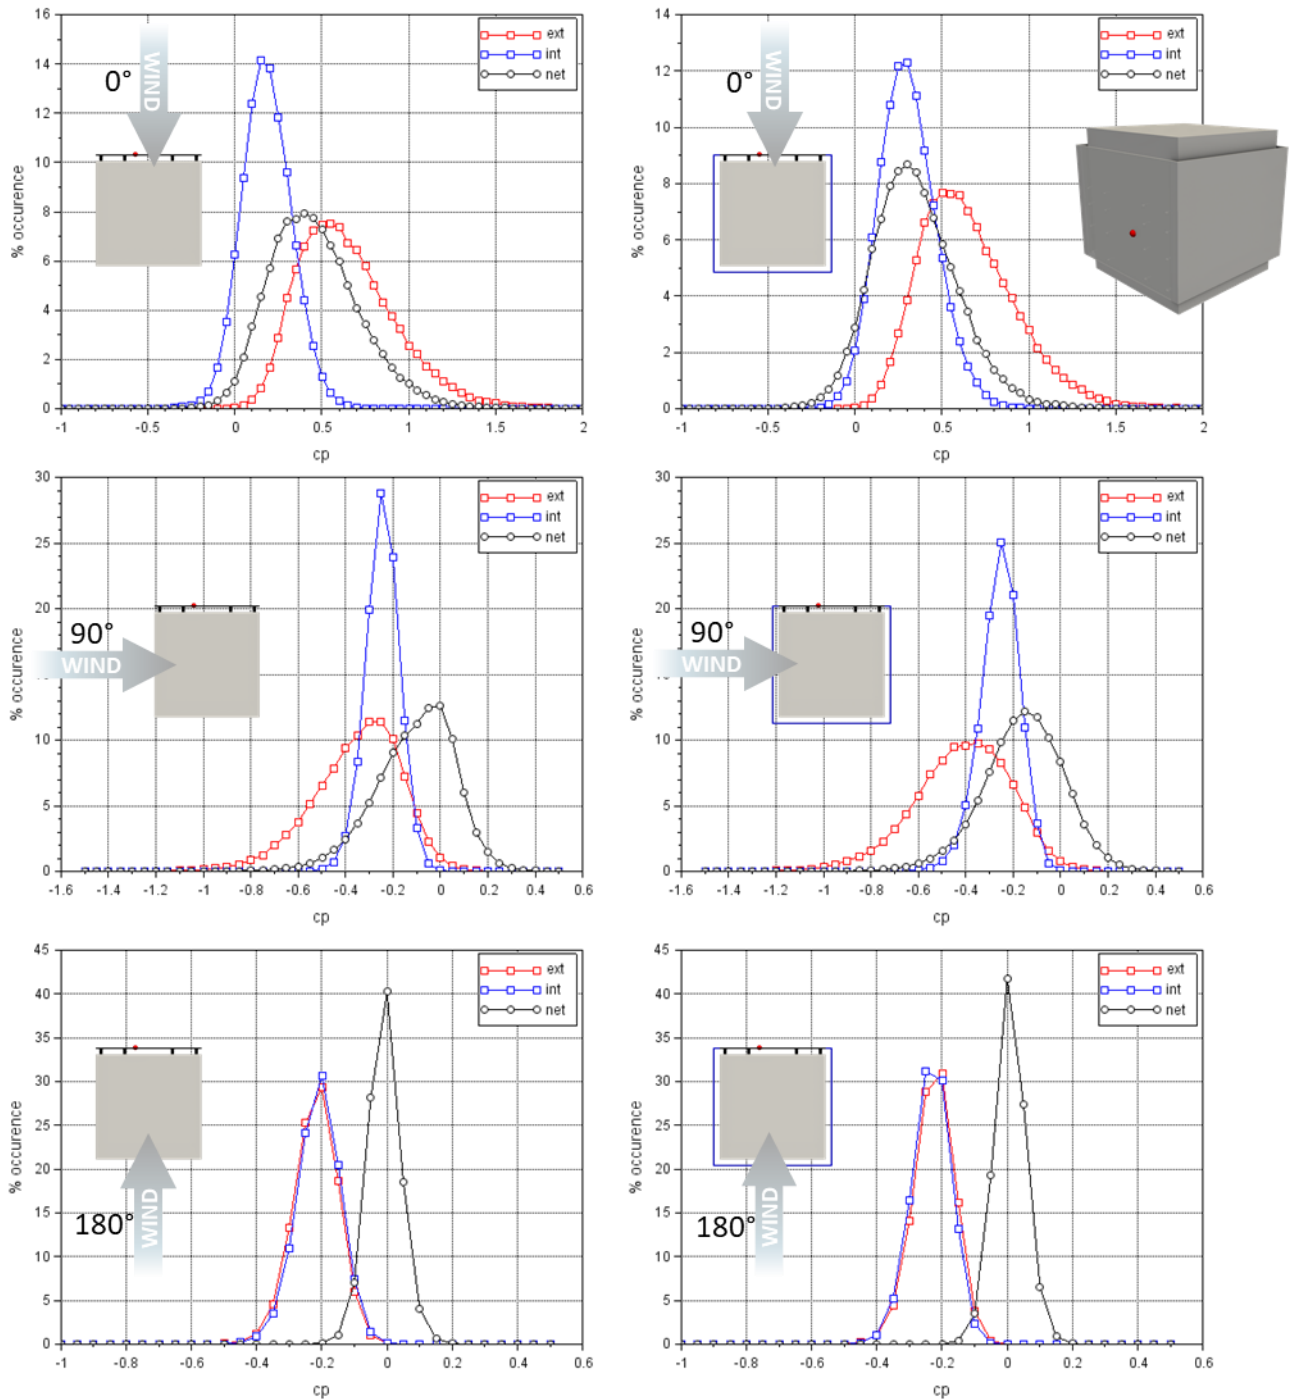 16
14
12
10
8
6
4
2
0
% occurence
0°
WIND
ext
int
net
-1 -0.5 0 0.5 1 1.5 2
cp
14
12
10
8
6
4
2
0
% occurence
0°
WIND
ext
int
net
-1 -0.5 0 0.5 1 1.5 2
cp
30
25
20
15
10
5
0
% occurence
90°
WIND
ext
int
net
-1.6 -1.4 -1.2 -1 -0.8 -0.6 -0.4 -0.2 0 0.2 0.4 0.6
cp
30
25
20
15
10
5
0
% occurence
90°
WIND
ext
int
net
-1.6 -1.4 -1.2 -1 -0.8 -0.6 -0.4 -0.2 0 0.2 0.4 0.6
cp
45
40
35
30
25
20
15
10
5
0
% occurence
180°
WIND
ext
int
net
-1 -0.8 -0.6 -0.4 -0.2 0 0.2 0.4 0.6
cp
45
40
35
30
25
20
15
10
5
0
% occurence
180°
WIND
ext
int
net
-1 -0.8 -0.6 -0.4 -0.2 0 0.2 0.4 0.6
cp